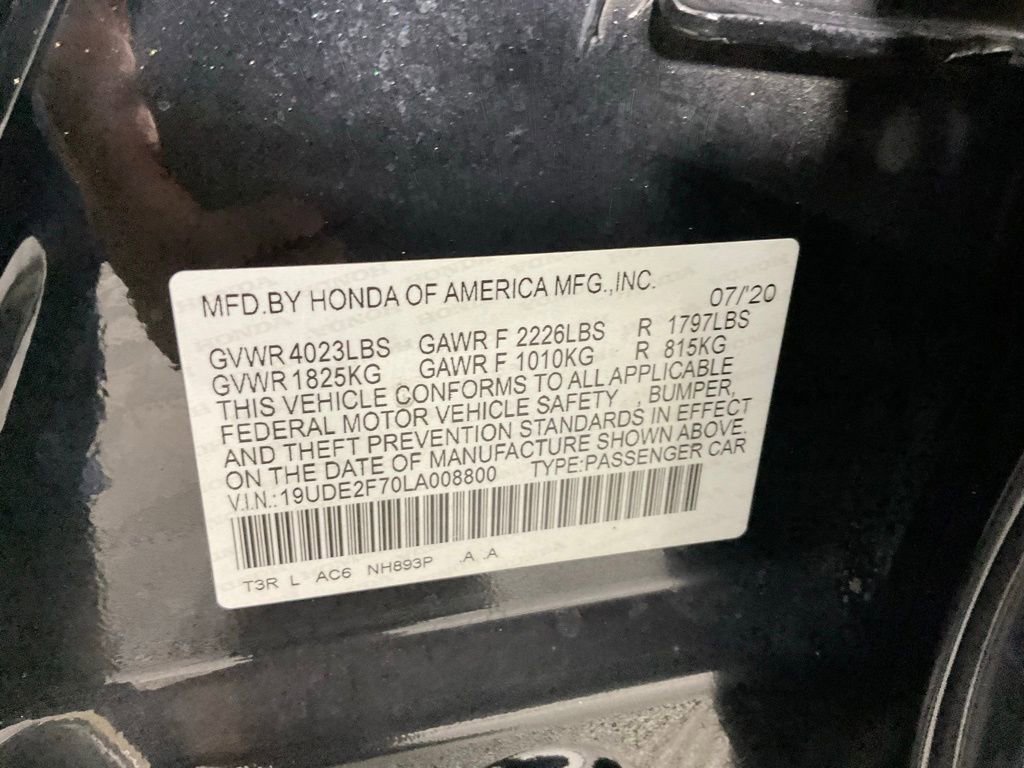 MFD.BY HONDA OF AMERICA MFG.,INC. 07/'20
GVWR 4023LBS GAWR F 2226LBS R 1797LBS
GVWR 1825KG GAWR F 1010KG R 815KG
THIS VEHICLE CONFORMS TO ALL APPLICABLE
FEDERAL MOTOR VEHICLE SAFETY , BUMPER,
AND THEFT PREVENTION STANDARDS IN EFFECT
ON THE DATE OF MANUFACTURE SHOWN ABOVE.
V.I.N.:19UDE2F70LA008800 TYPE:PASSENGER CAR
T3R L AC6 NH893P .A .A